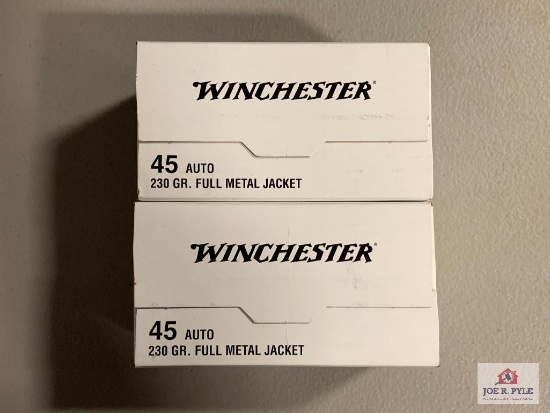 WINCHESTER®
45 AUTO
230 GR. FULL METAL JACKET
WINCHESTER®
45 AUTO
230 GR. FULL METAL JACKET
JOE R. PYLE